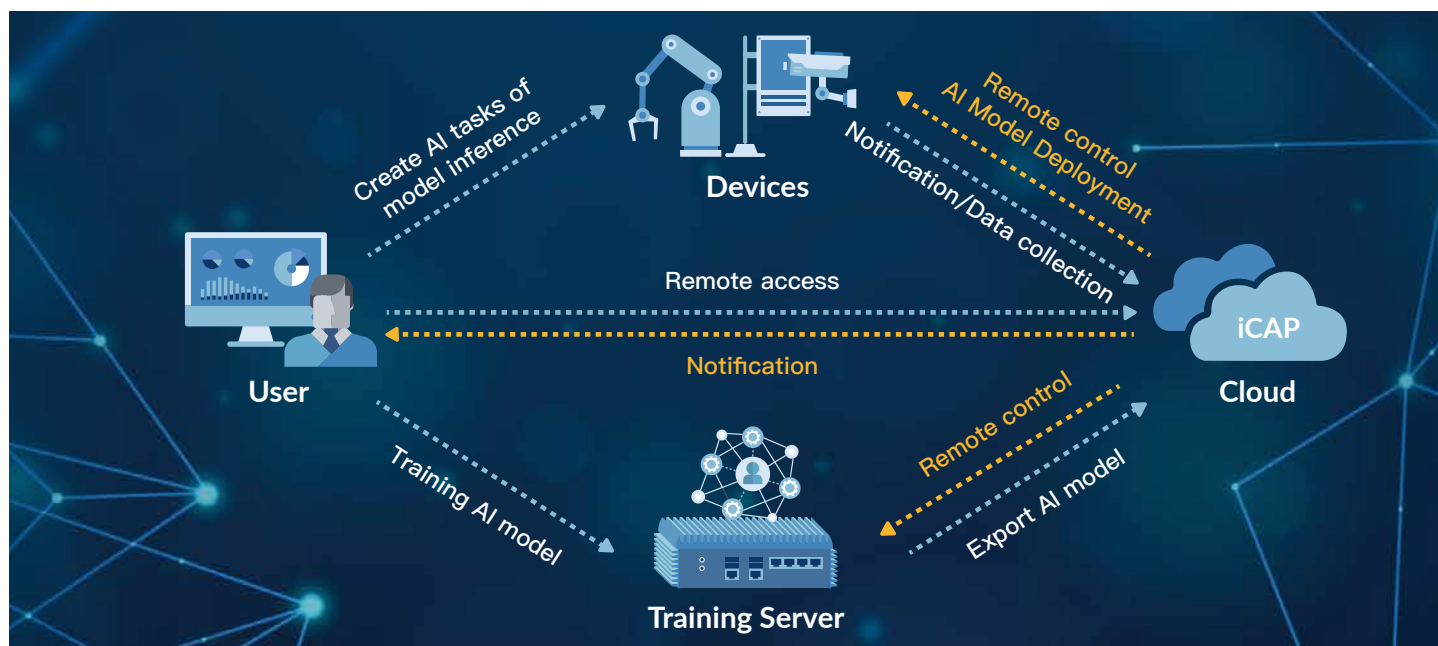 Create AI tasks of
model inference
Devices
Remote control
AI Model Deployment
Notification/Data collection
Remote access
Notification
User
iCAP
Cloud
Training AI model
Remote control
Export AI model
Training Server